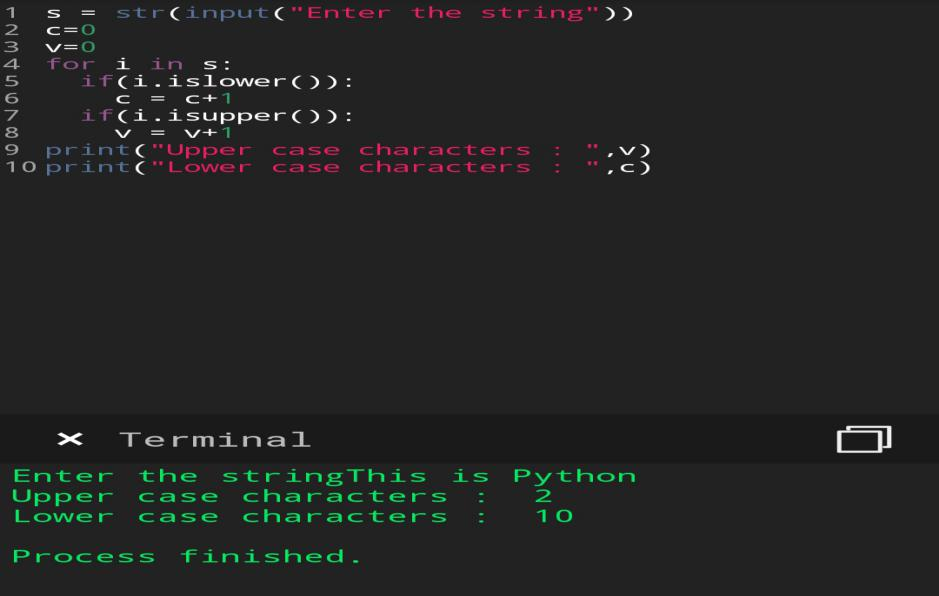 1 s = str(input("Enter the string"))
2 c=0
3 v=0
4 for i in s:
5   if(i.islower()):
6     c = c+1
7   if(i.isupper()):
8     v = v+1
9 print("Upper case characters : ",v)
10 print("Lower case characters : ",c)
× Terminal
Enter the stringThis is Python
Upper case characters :  2
Lower case characters :  10
Process finished.